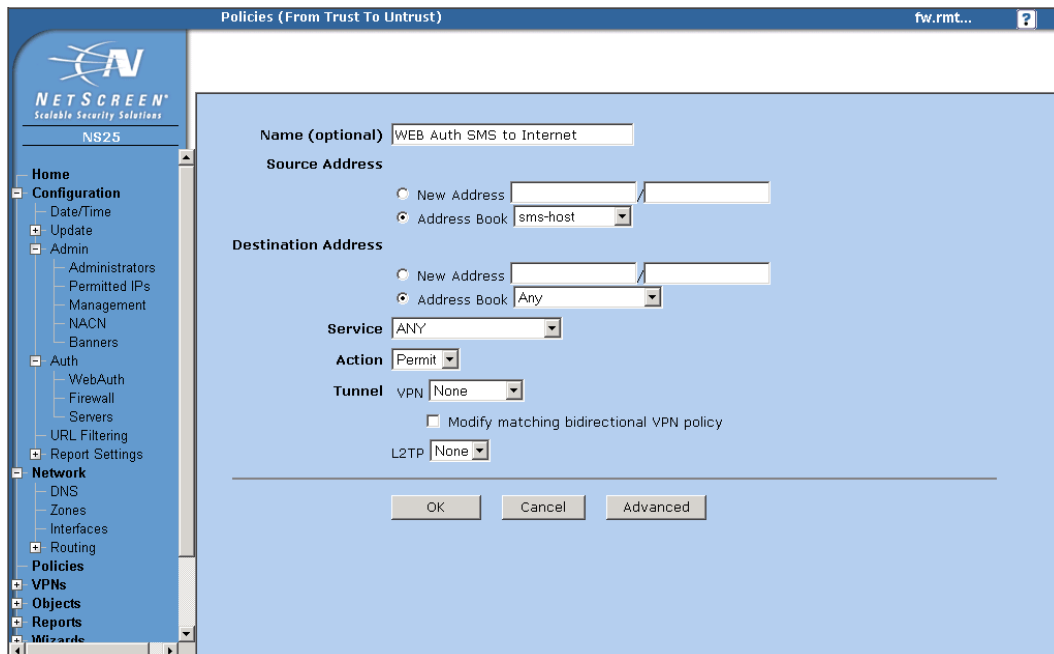 Policies (From Trust To Untrust) fw.rmt... ?
N
NETSCREEN®
Scalable Security Solutions
NS25
Home
Configuration
Date/Time
Update
Admin
Administrators
Permitted IPs
Management
NACN
Banners
Auth
WebAuth
Firewall
Servers
URL Filtering
Report Settings
Network
DNS
Zones
Interfaces
Routing
Policies
VPNs
Objects
Reports
Wizards
Name (optional) WEB Auth SMS to Internet
Source Address
New Address /
Address Book sms-host
Destination Address
New Address /
Address Book Any
Service ANY
Action Permit
Tunnel VPN None
Modify matching bidirectional VPN policy
L2TP None
OK Cancel Advanced